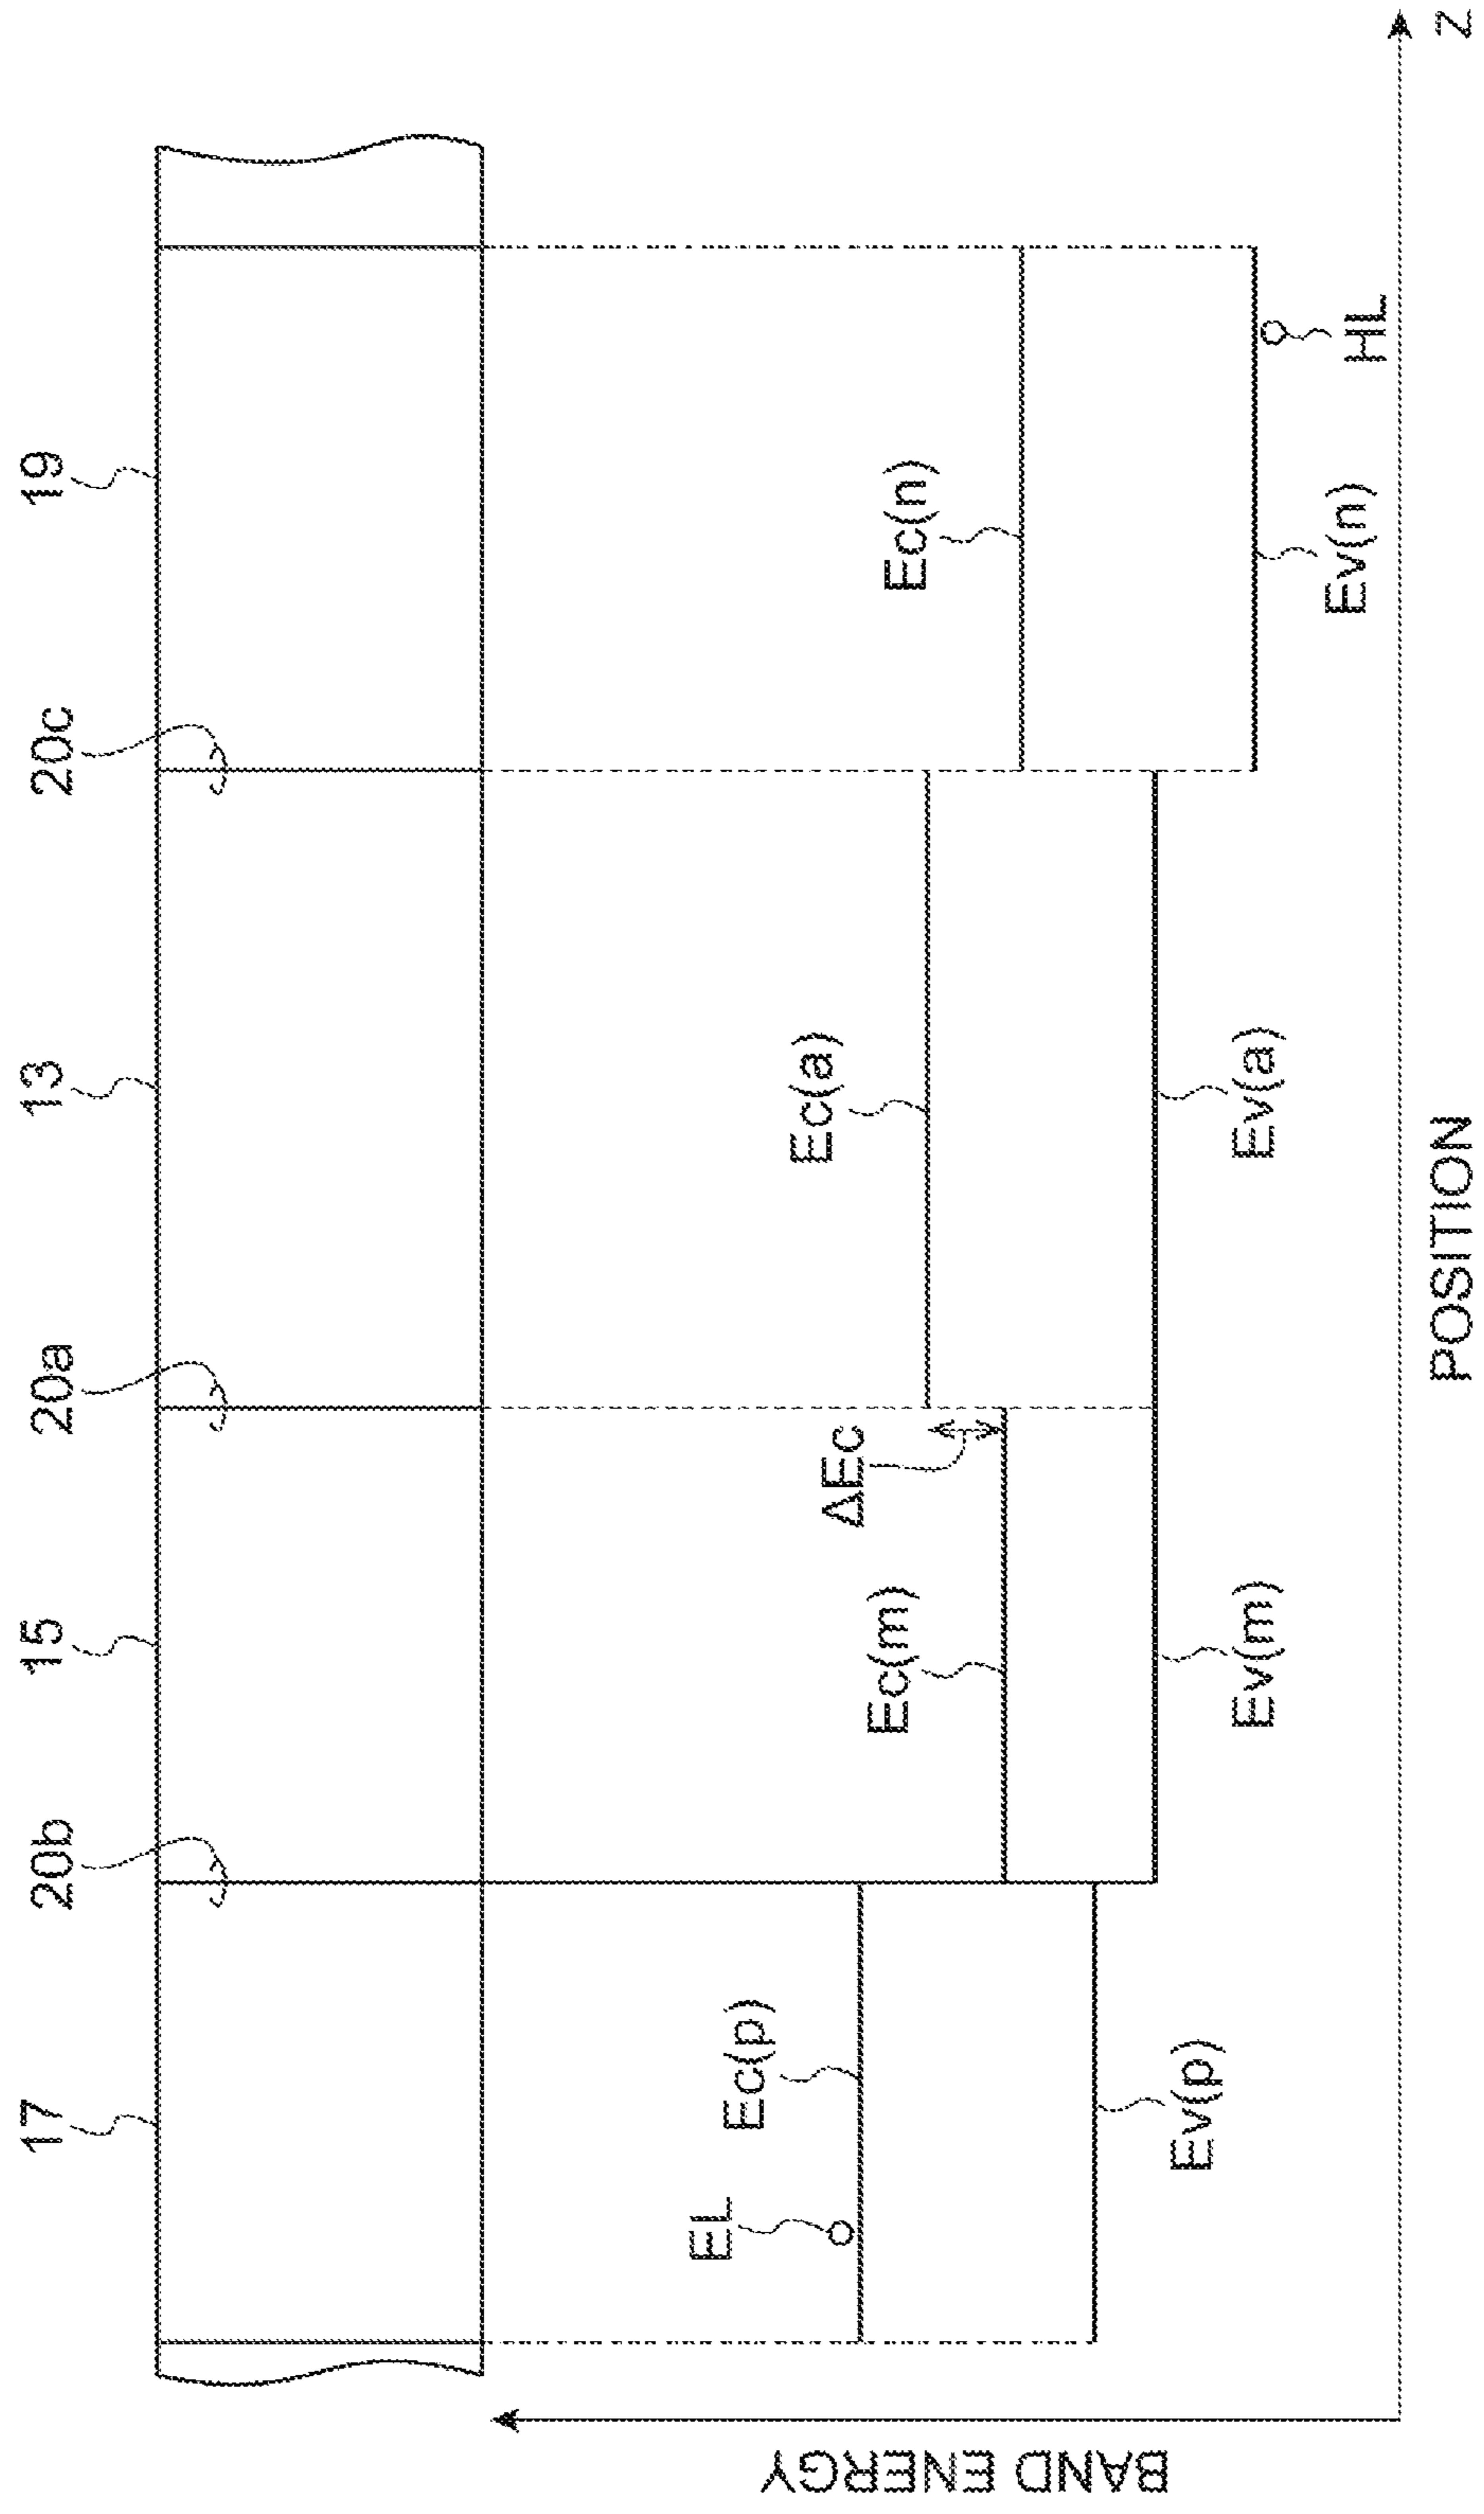 17
20b
15
20a
13
20c
19
EL
Ec(p)
Ec(m)
ΔEc
Ec(a)
Ec(n)
Ev(p)
Ev(m)
Ev(a)
Ev(n)
HL
BAND ENERGY
POSITION
Z